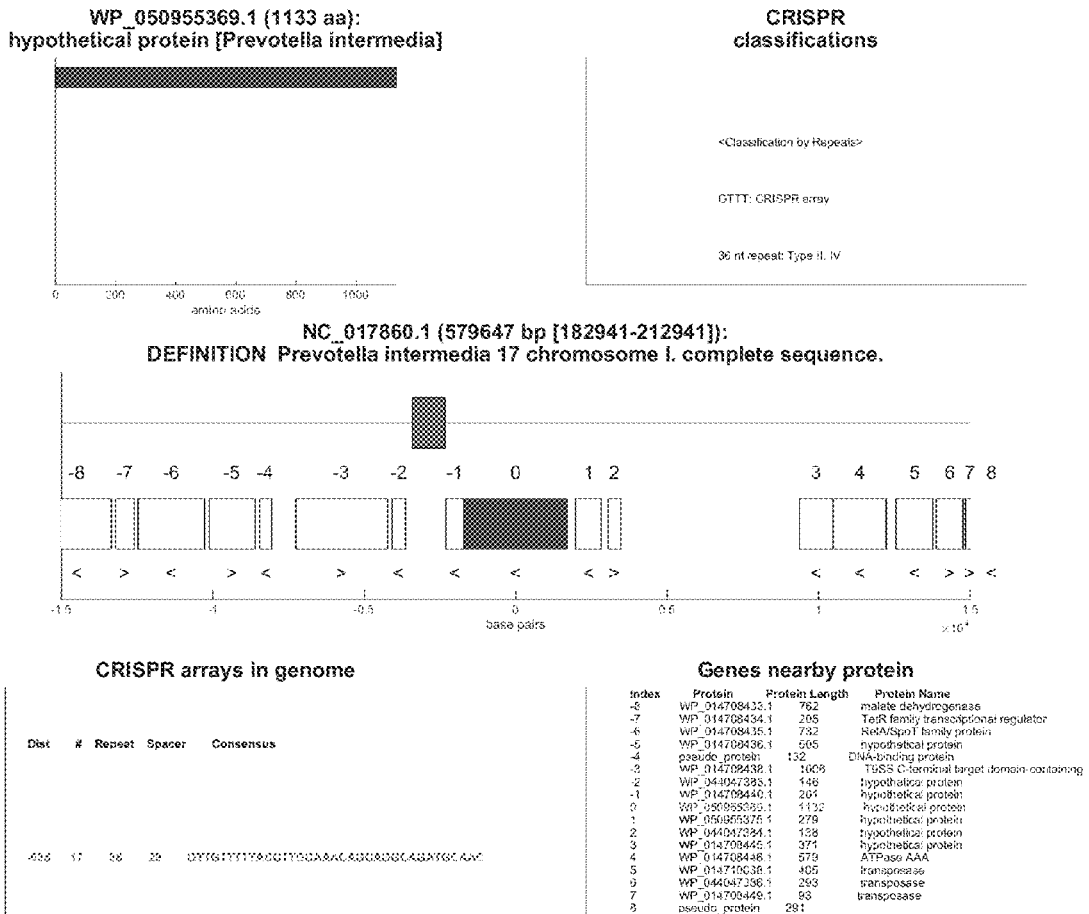 WP_050955369.1 (1133 aa):
hypothetical protein [Prevotella intermedia]
0 200 400 600 800 1000
amino acids
CRISPR
classifications
<Classification by Repeats>
GTTT: CRISPR array
36 nt repeat: Type II, IV
NC_017860.1 (579647 bp [182941-212941]):
DEFINITION Prevotella intermedia 17 chromosome I, complete sequence.
-8 -7 -6 -5 -4 -3 -2 -1 0 1 2 3 4 5 6 7 8
< > < > < > < < < < > < < < > > <
-1.5 -1 -0.5 0 0.5 1 1.5
base pairs
×10⁴
CRISPR arrays in genome
Dist # Repeat Spacer Consensus
17 36 29
Genes nearby protein
Index Protein Protein Length Protein Name
-8 WP_014708433.1 762 malate dehydrogenase
-7 WP_014708434.1 205 TetR family transcriptional regulator
-6 WP_014708435.1 732 RelA/SpoT family protein
-5 WP_014708436.1 505 hypothetical protein
-4 pseudo_protein 132 DNA-binding protein
-3 WP_014708438.1 1006 T9SS C-terminal target domain-containing
-2 WP_044047383.1 146 hypothetical protein
-1 WP_014708440.1 201 hypothetical protein
0 WP_050955369.1 1133 hypothetical protein
1 WP_050955375.1 279 hypothetical protein
2 WP_044047384.1 138 hypothetical protein
3 WP_014708445.1 371 hypothetical protein
4 WP_014708446.1 579 ATPase AAA
5 WP_014710039.1 405 transposase
6 WP_044047386.1 293 transposase
7 WP_014708449.1 93 transposase
8 pseudo_protein 291